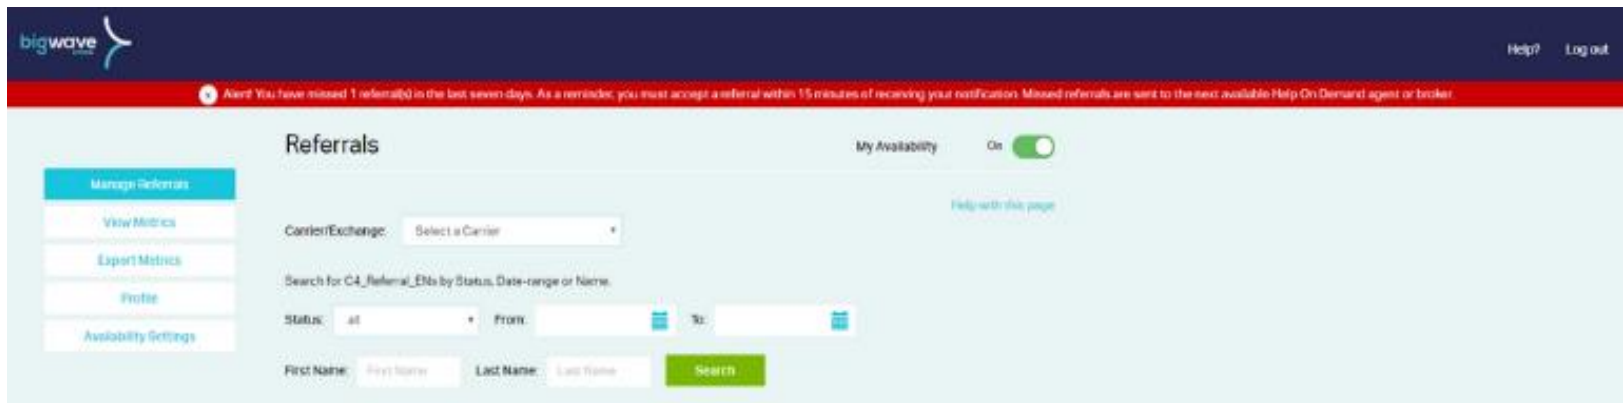 bigwave
Help? Log out
Alert! You have missed 1 referral(s) in the last seven days. As a reminder, you must accept a referral within 15 minutes of receiving your notification. Missed referrals are sent to the next available Help On Demand agent or broker.
Referrals
My Availability On
Manage Referrals
View Metrics
Export Metrics
Profile
Availability Settings
Help with this page
Carrier/Exchange: Select a Carrier
Search for C4_Referral_ENs by Status, Date-range or Name.
Status: all From: To:
First Name: First Name Last Name: Last Name Search